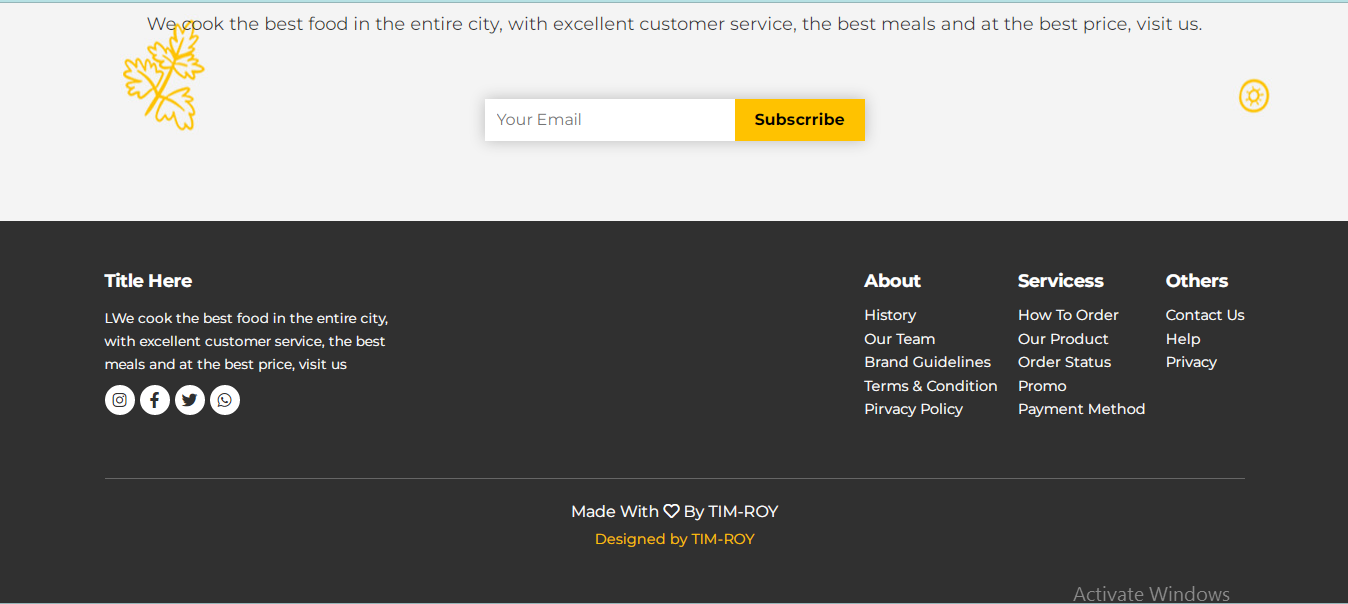 We cook the best food in the entire city, with excellent customer service, the best meals and at the best price, visit us.
Your Email
Subscrribe
Title Here
LWe cook the best food in the entire city,
with excellent customer service, the best
meals and at the best price, visit us
About
History
Our Team
Brand Guidelines
Terms & Condition
Pirvacy Policy
Servicess
How To Order
Our Product
Order Status
Promo
Payment Method
Others
Contact Us
Help
Privacy
Made With ♡ By TIM-ROY
Designed by TIM-ROY
Activate Windows